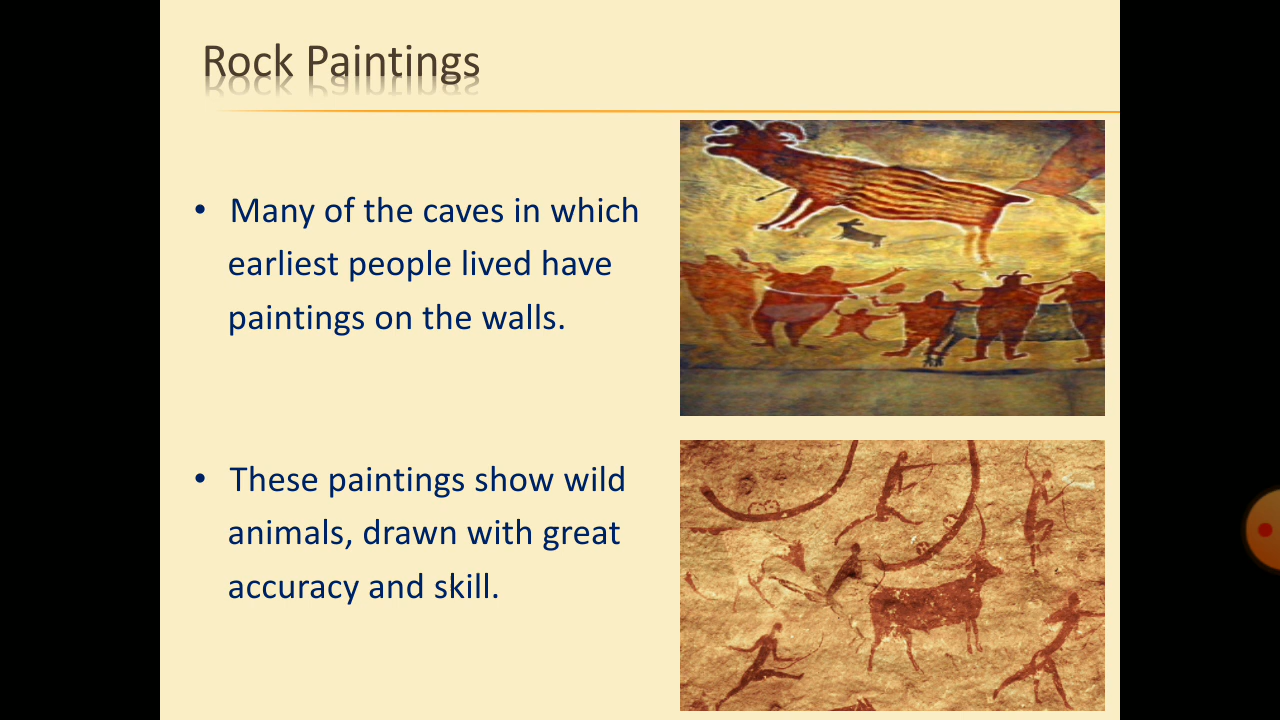 Rock Paintings
• Many of the caves in which
earliest people lived have
paintings on the walls.
• These paintings show wild
animals, drawn with great
accuracy and skill.